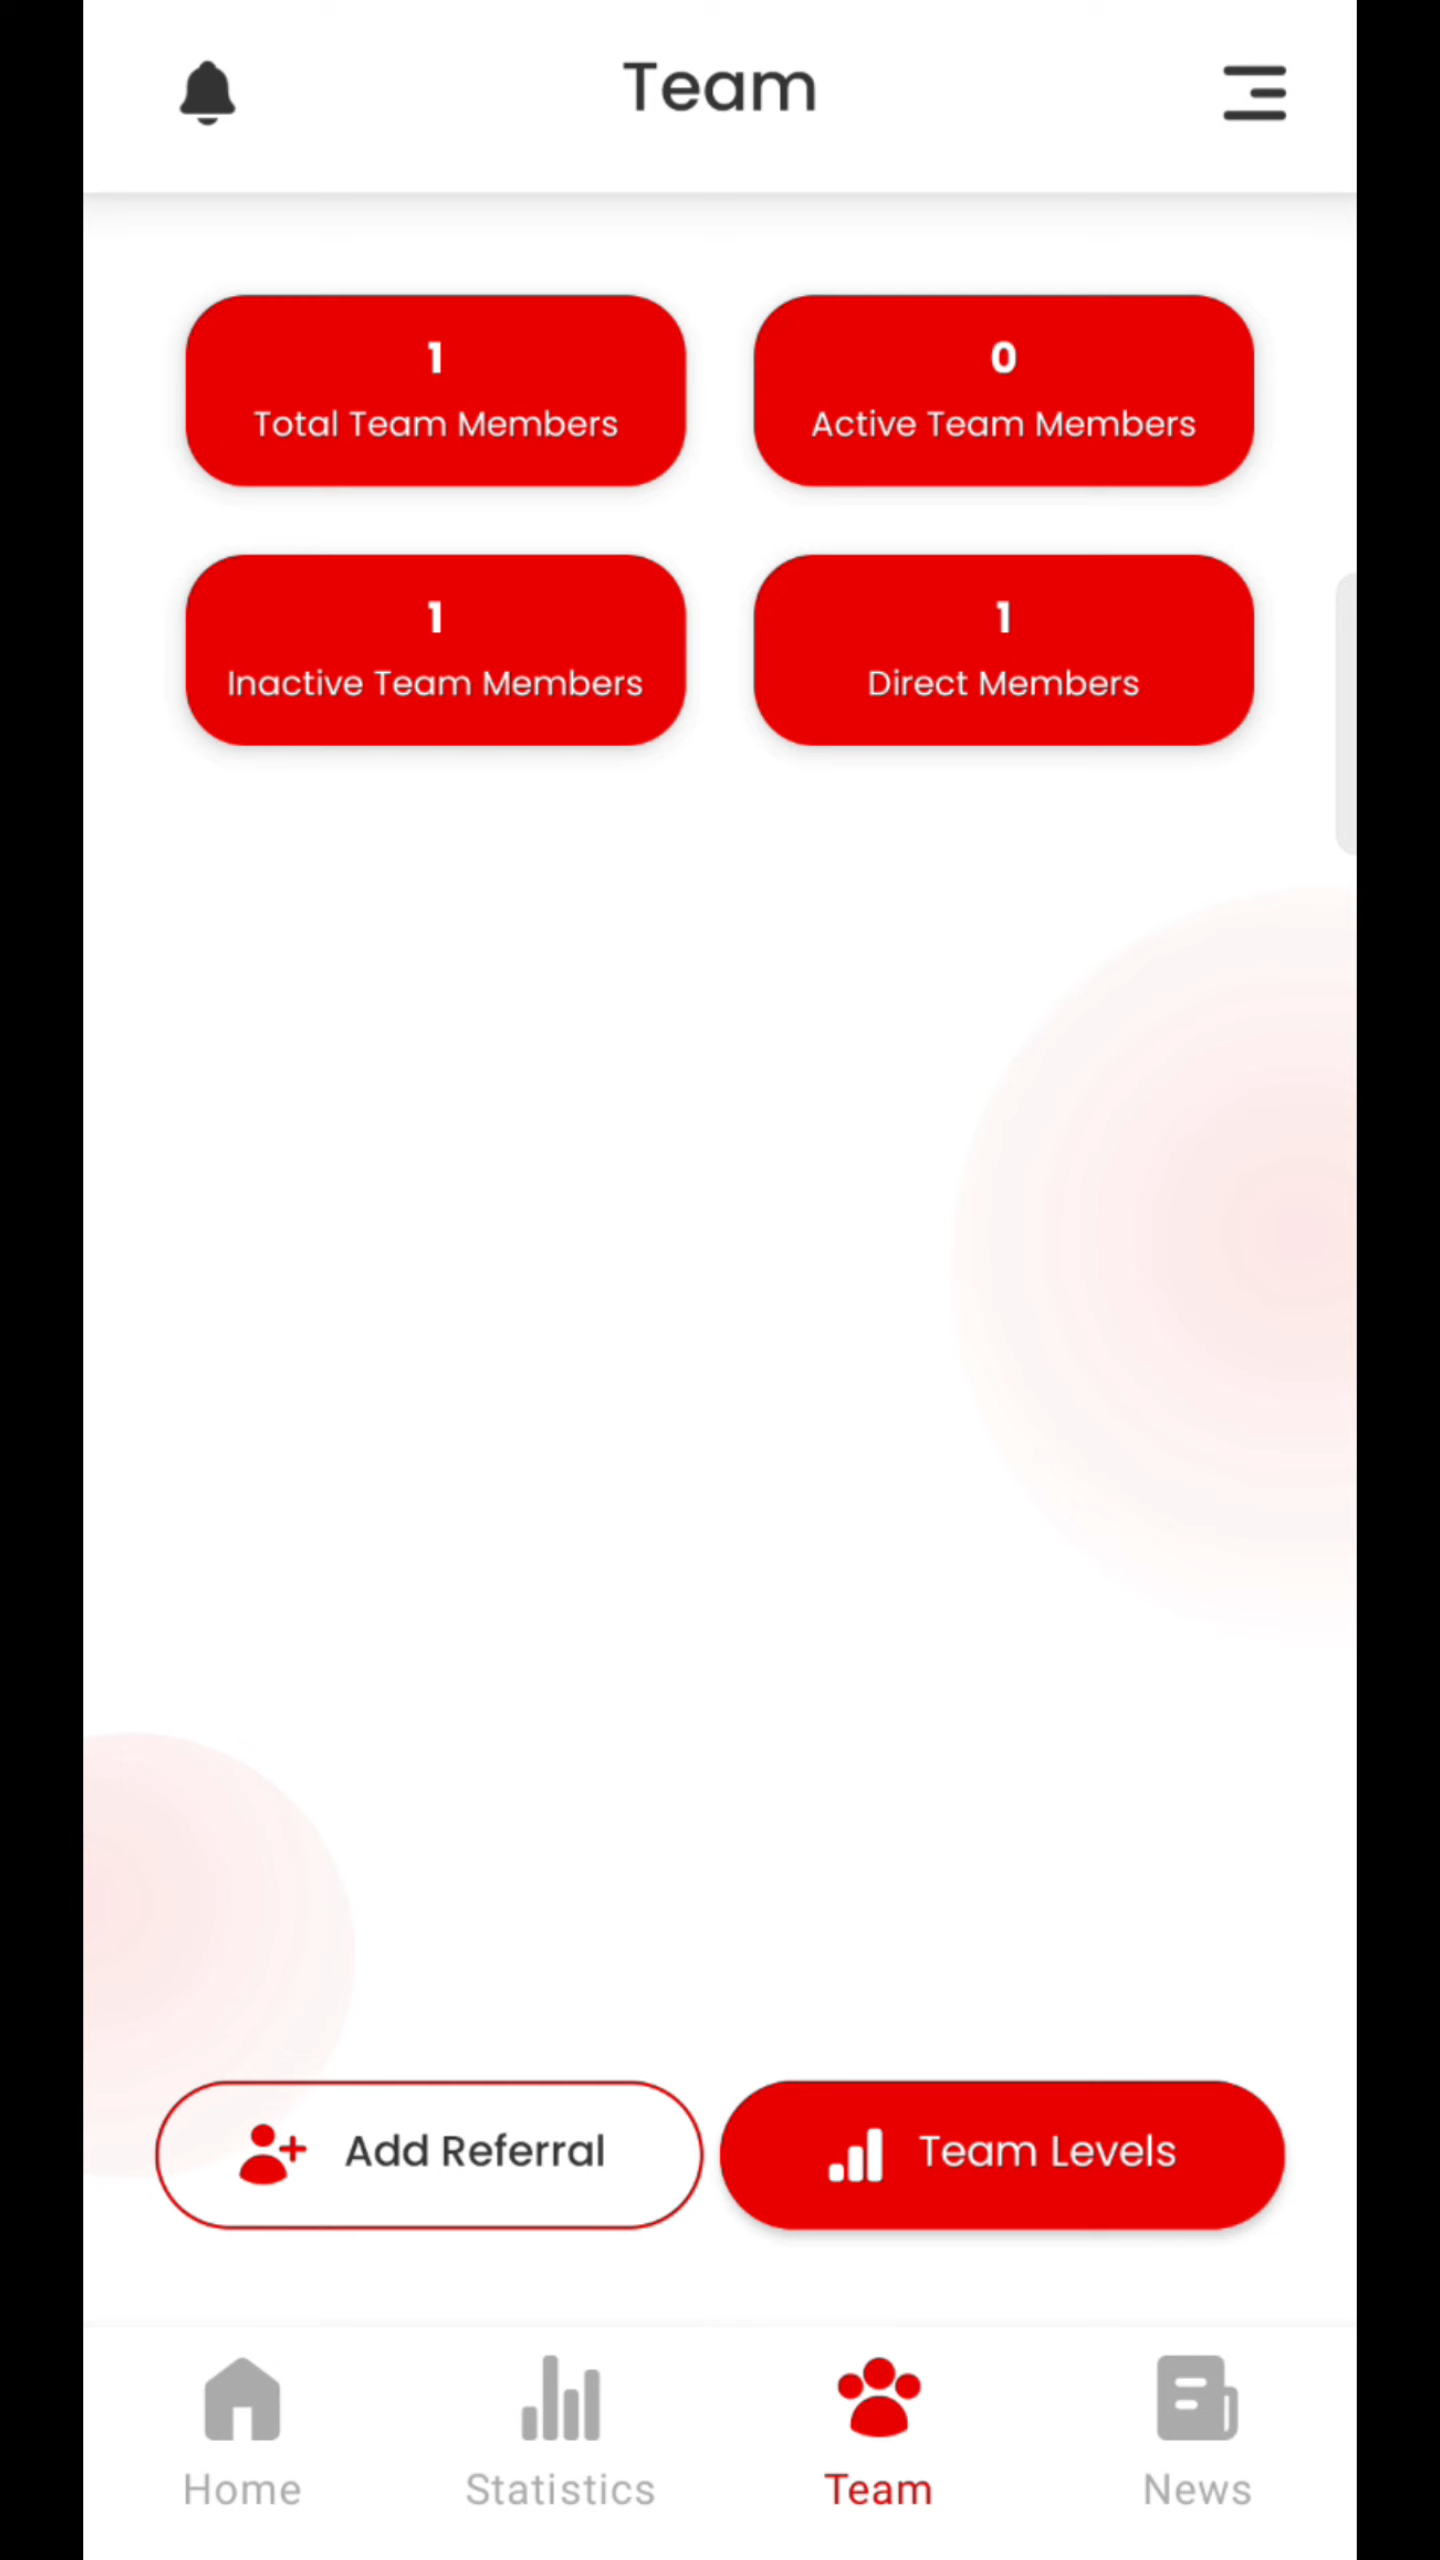 Team
1
Total Team Members
0
Active Team Members
1
Inactive Team Members
1
Direct Members
Add Referral
Team Levels
Home
Statistics
Team
News